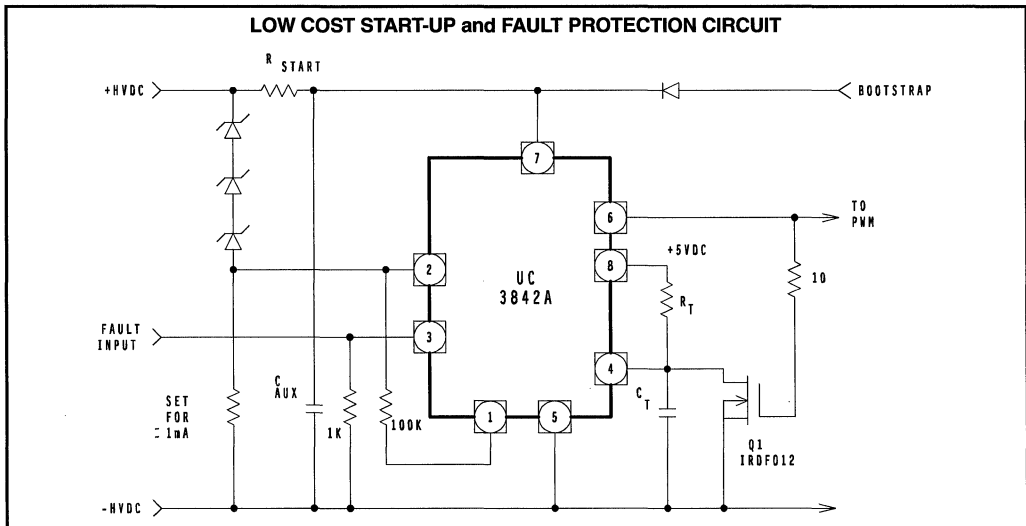 LOW COST START-UP and FAULT PROTECTION CIRCUIT
R START
+HVDC
BOOTSTRAP
7
6
TO
PWM
2
8
+5VDC
UC
3842A
10
R T
FAULT
INPUT
3
4
C AUX
C T
SET
FOR
1mA
1K
100K
1
5
Q1
IRDF012
-HVDC